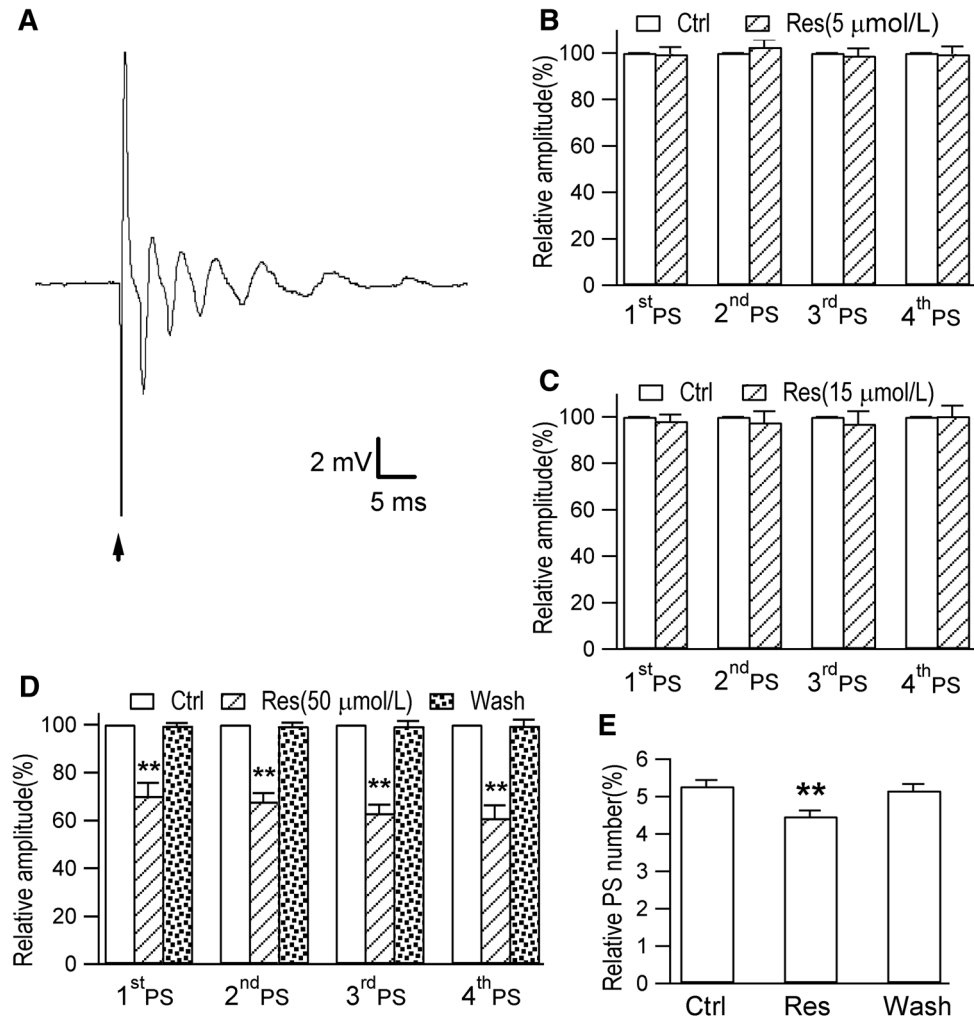 A
2 mV
5 ms
B
Ctrl Res(5 μmol/L)
Relative amplitude(%)
100
80
60
40
20
0
1stPS 2ndPS 3rdPS 4thPS
C
Ctrl Res(15 μmol/L)
Relative amplitude(%)
100
80
60
40
20
0
1stPS 2ndPS 3rdPS 4thPS
D
Ctrl Res(50 μmol/L) Wash
Relative amplitude(%)
100
80
60
40
20
0
** ** ** **
1stPS 2ndPS 3rdPS 4thPS
E
Relative PS number(%)
6
5
4
3
2
1
0
**
Ctrl Res Wash